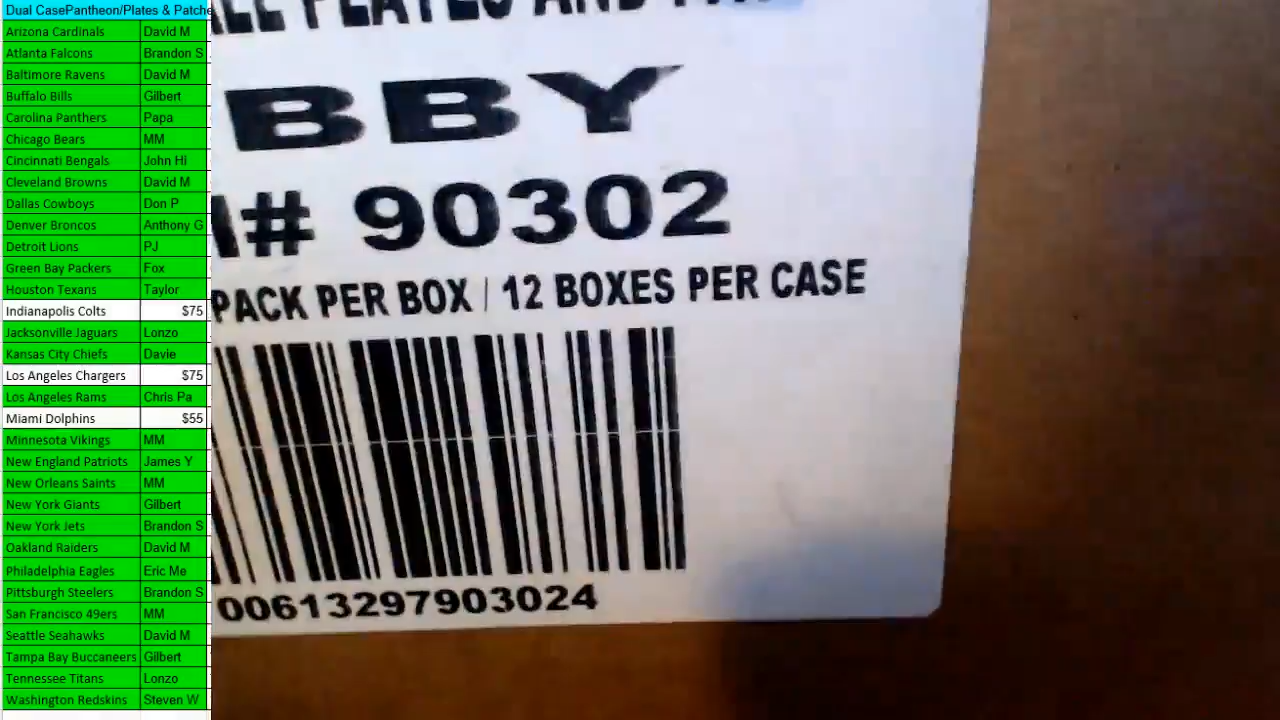 Dual CasePantheon/Plates & Patche
Arizona Cardinals David M
Atlanta Falcons Brandon S
Baltimore Ravens David M
Buffalo Bills Gilbert
Carolina Panthers Papa
Chicago Bears MM
Cincinnati Bengals John Hi
Cleveland Browns David M
Dallas Cowboys Don P
Denver Broncos Anthony G
Detroit Lions PJ
Green Bay Packers Fox
Houston Texans Taylor
Indianapolis Colts $75
Jacksonville Jaguars Lonzo
Kansas City Chiefs Davie
Los Angeles Chargers $75
Los Angeles Rams Chris Pa
Miami Dolphins $55
Minnesota Vikings MM
New England Patriots James Y
New Orleans Saints MM
New York Giants Gilbert
New York Jets Brandon S
Oakland Raiders David M
Philadelphia Eagles Eric Me
Pittsburgh Steelers Brandon S
San Francisco 49ers MM
Seattle Seahawks David M
Tampa Bay Buccaneers Gilbert
Tennessee Titans Lonzo
Washington Redskins Steven W
PLATES AND
BBY
# 90302
PACK PER BOX | 12 BOXES PER CASE
00613297903024